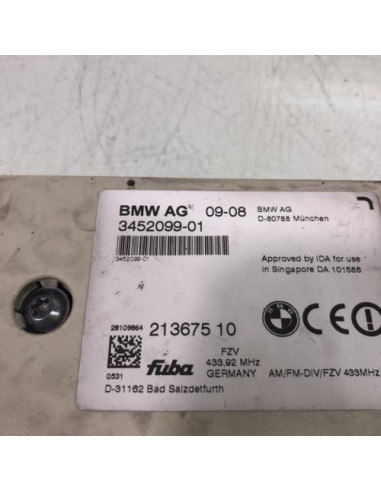 BMW AG 09-08 BMW AG
D-80788 München
3452099-01
3452099-01
Approved by IDA for use
in Singapore DA 101586
28109864 213675 10
0531 fuba FZV
433,92 MHz
GERMANY
AM/FM-DIV/FZV 433MHz
D-31162 Bad Salzdetfurth
BMW CE